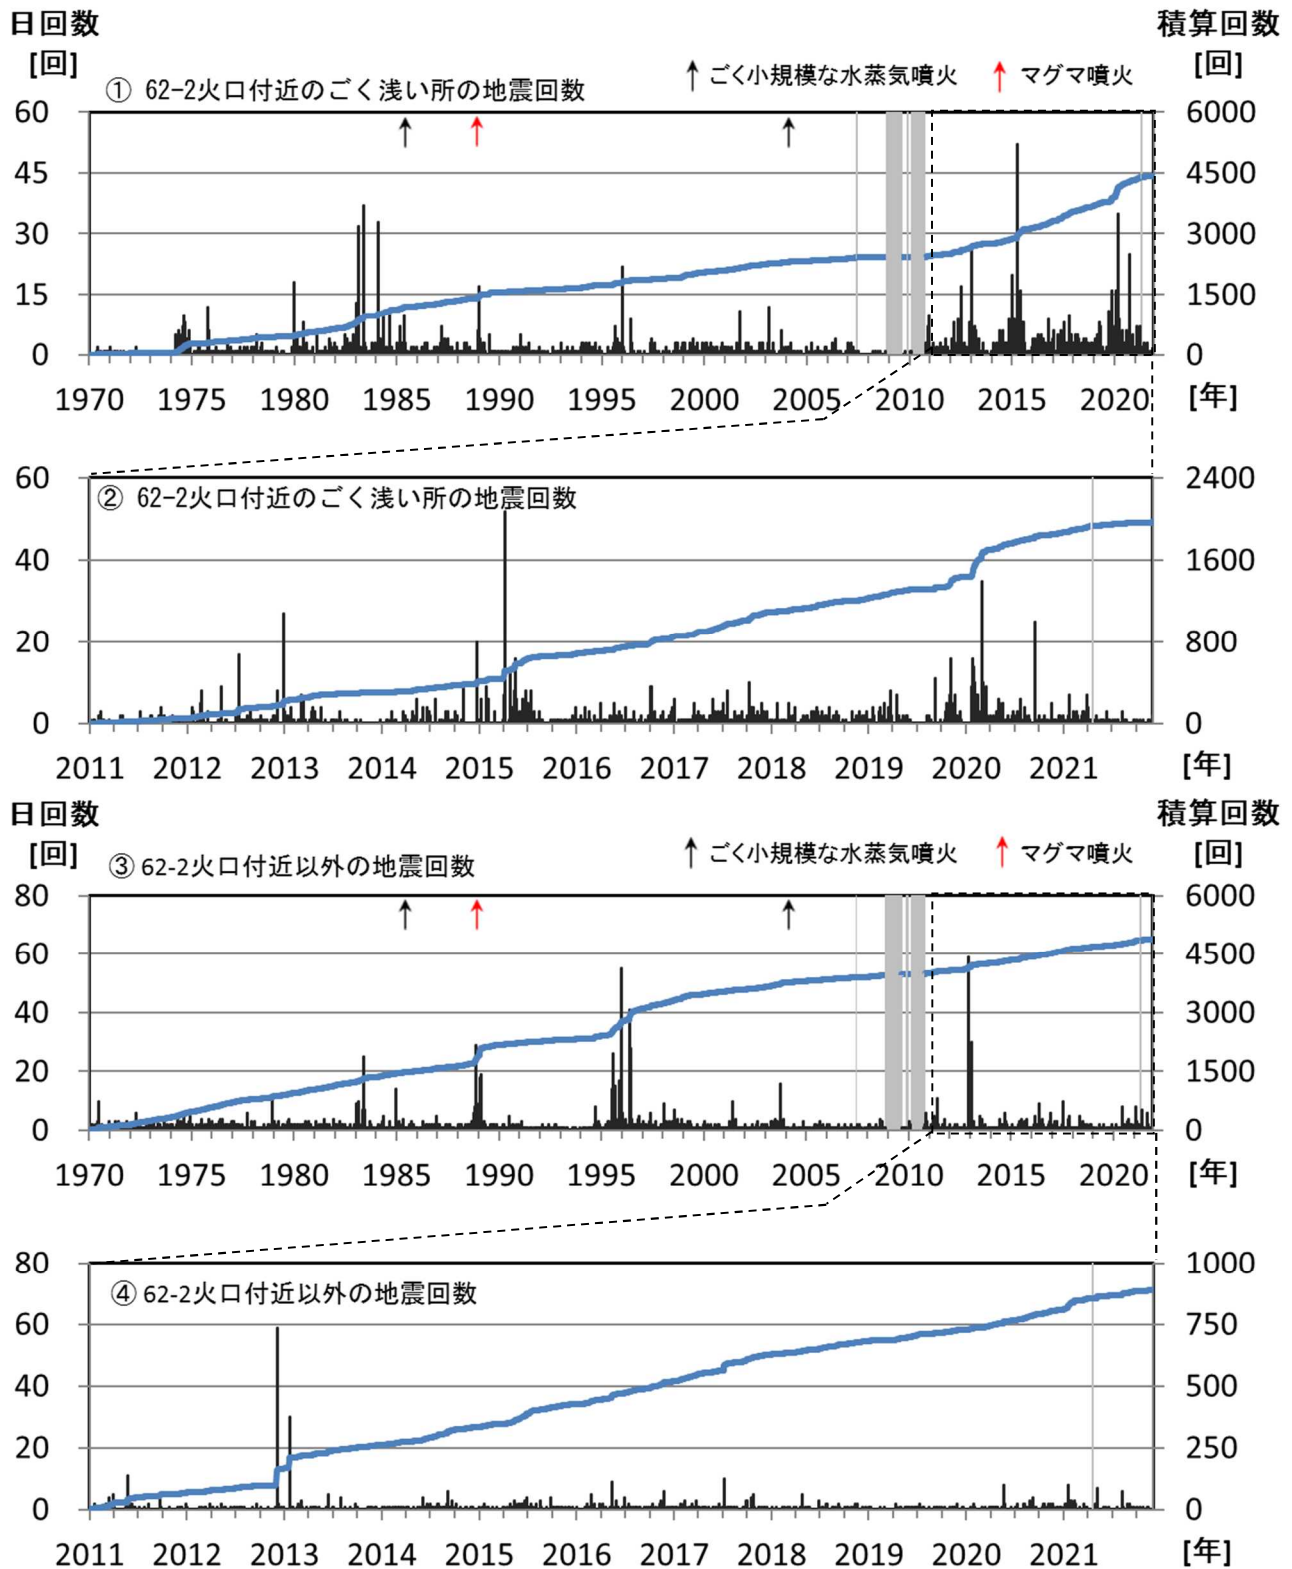 日回数
[回]
積算回数
[回]
① 62−2火口付近のごく浅い所の地震回数
↑ごく小規模な水蒸気噴火
↑マグマ噴火
60
45
30
15
0
6000
4500
3000
1500
0
1970 1975 1980 1985 1990 1995 2000 2005 2010 2015 2020
[年]
② 62−2火口付近のごく浅い所の地震回数
60
40
20
0
2400
1600
800
0
2011 2012 2013 2014 2015 2016 2017 2018 2019 2020 2021
[年]
日回数
[回]
積算回数
[回]
③ 62-2火口付近以外の地震回数
↑ごく小規模な水蒸気噴火
↑マグマ噴火
80
60
40
20
0
6000
4500
3000
1500
0
1970 1975 1980 1985 1990 1995 2000 2005 2010 2015 2020
[年]
④ 62-2火口付近以外の地震回数
80
60
40
20
0
1000
750
500
250
0
2011 2012 2013 2014 2015 2016 2017 2018 2019 2020 2021
[年]